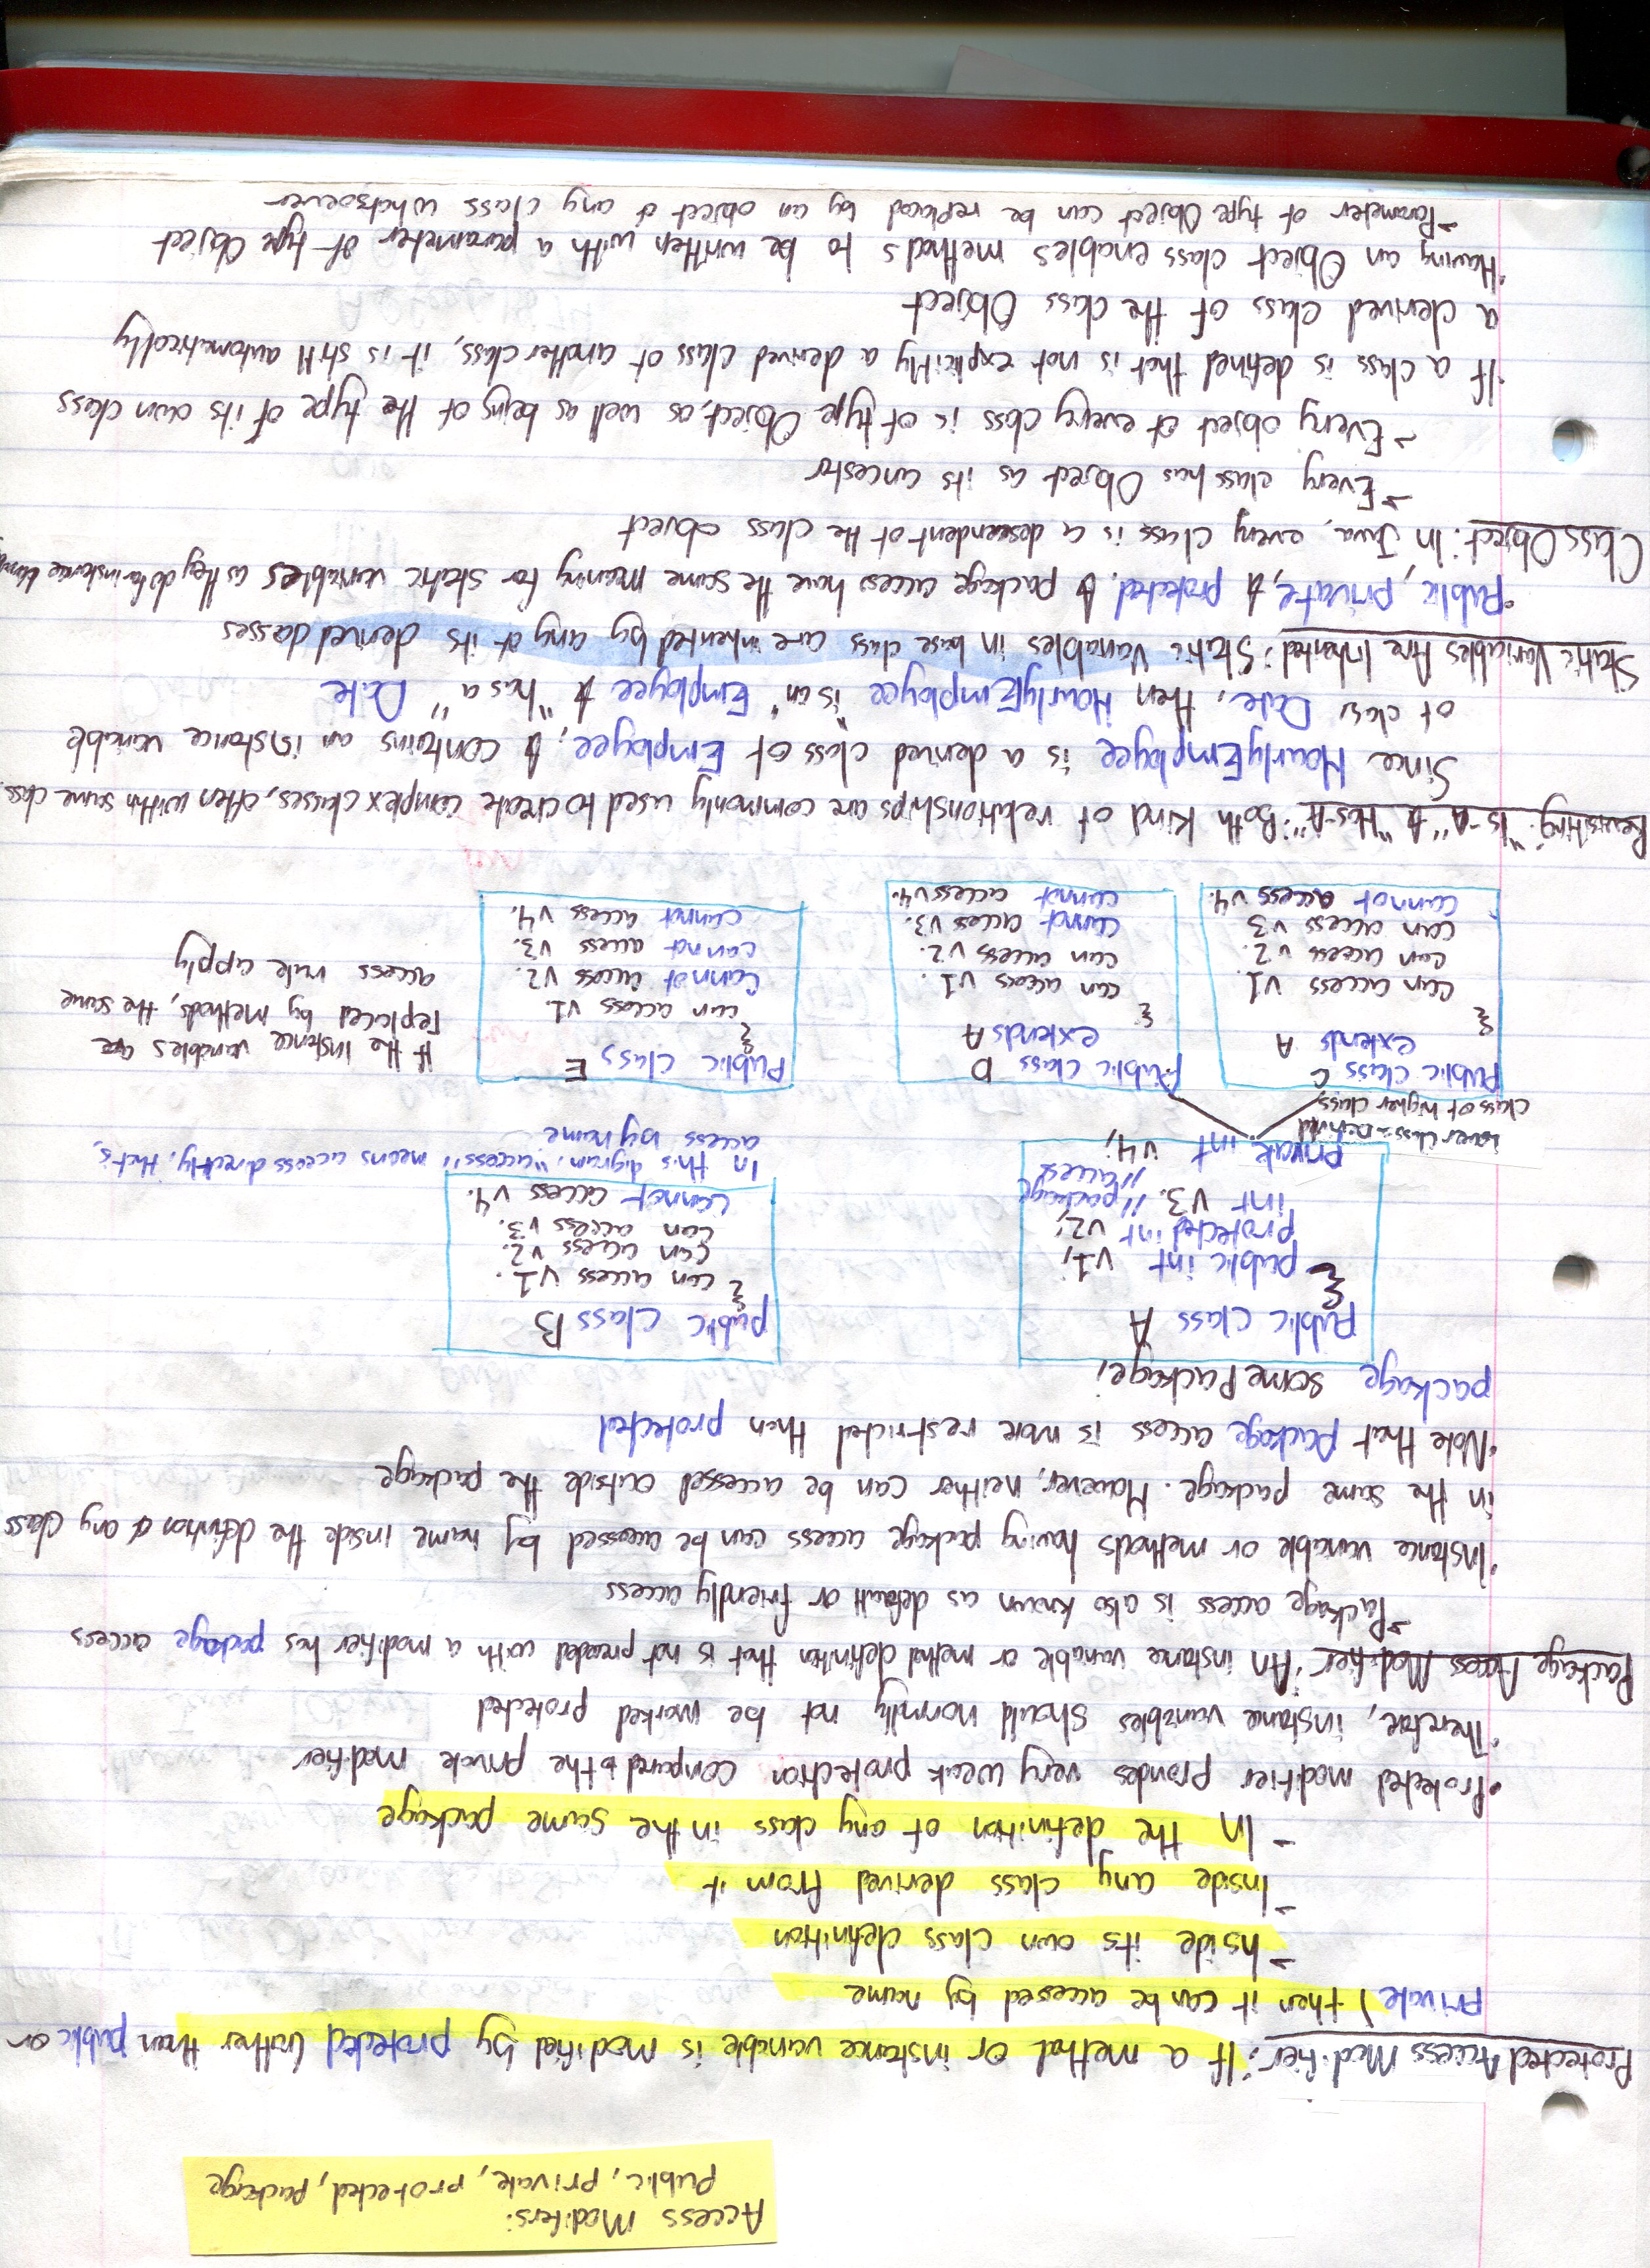 Access Modifers:
Public, private, protected, package
Protected Access Modifier: If a method or instance variable is modified by protected (rather than public or
private) then it can be accessed by name
- Inside its own class definition
- Inside any class derived from it
- In the definition of any class in the same package
• Protected modifier provides very weak protection compared to the private modifier
• Therefore, instance variables should normally not be marked protected
Package Access Modifier: An instance variable or method definition that is not preceded with a modifier has package access
→ Package access is also known as default or friendly access
• Instance variable or methods having package access can be accessed by name inside the definition of any class
in the same package. However, neither can be accessed outside the package
• Note that package access is more restricted then protected
package somePackage;
Public Class A
{
public int v1;
protected int v2;
int v3. //package
//access
private int v4;
public class B
{
can access v1.
can access v2.
can access v3.
cannot access v4.
In this digram, "access" means access directly, that's,
access by name
lower class = behind
class of higher class
Public class C
extends A
{
can access v1
can access v2.
can access v3
cannot access v4.
Public class D
extends A
{
can access v1
can access v2.
cannot access v3.
cannot access v4.
Public class E
{
can access v1.
cannot access v2.
cannot access v3.
cannot access v4.
If the instance variables are
replaced by methods, the same
access rule apply
Revisiting "Is-A" & "Has-A": Both kind of relationships are commonly used to create complex classes, often within same class.
Since HourlyEmployee is a derived class of Employee, & contains an instance variable
of class Date, then HourlyEmployee "is an" Employee & "has a" Date
Static Variables Are Inherited: Static variables in base class are inherited by any of its derived classes
• Public, private, & protected, & package access have the same meaning for static variables as they do for instance
Class Object: In Java, every class is a descendent of the class object
→ Every class has Object as its ancestor
→ Every object of every class is of type Object, as well as being of the type of its own class
• If a class is defined that is not explicitly a derived class of another class, it is still automatically
a derived class of the class Object
• Having an Object class enables methods to be written with a parameter of type Object
→ Parameter of type Object can be replaced by an object of any class whatsoever